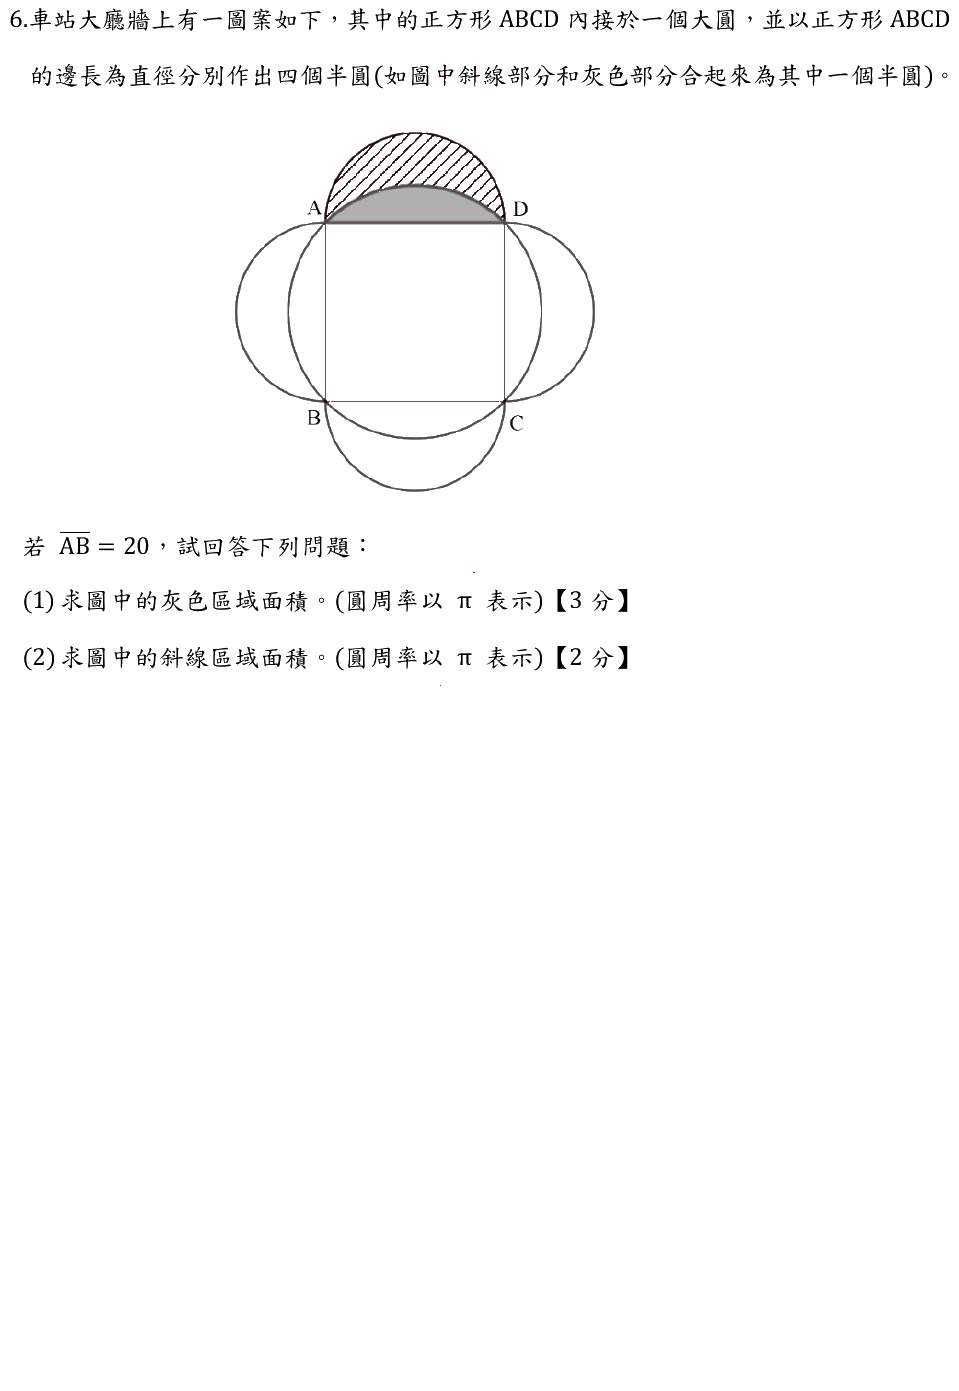 6.車站大廳牆上有一圖案如下，其中的正方形 ABCD 內接於一個大圓，並以正方形 ABCD
的邊長為直徑分別作出四個半圓(如圖中斜線部分和灰色部分合起來為其中一個半圓)。
A D
B C
若 AB = 20，試回答下列問題：
(1) 求圖中的灰色區域面積。(圓周率以 π 表示)【3 分】
(2) 求圖中的斜線區域面積。(圓周率以 π 表示)【2 分】